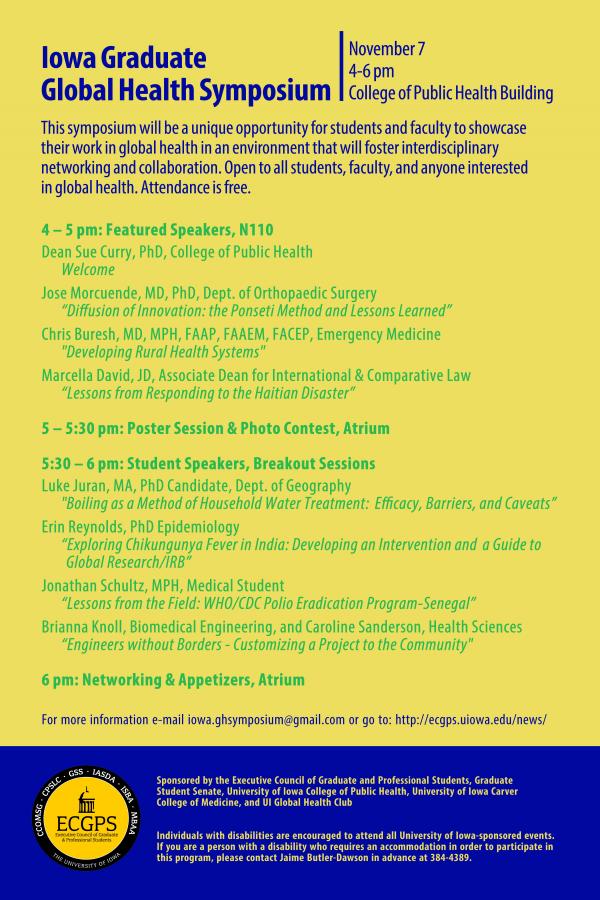 Iowa Graduate
Global Health Symposium
November 7
4-6 pm
College of Public Health Building
This symposium will be a unique opportunity for students and faculty to showcase
their work in global health in an environment that will foster interdisciplinary
networking and collaboration. Open to all students, faculty, and anyone interested
in global health. Attendance is free.
4 – 5 pm: Featured Speakers, N110
Dean Sue Curry, PhD, College of Public Health
Welcome
Jose Morcuende, MD, PhD, Dept. of Orthopaedic Surgery
“Diffusion of Innovation: the Ponseti Method and Lessons Learned”
Chris Buresh, MD, MPH, FAAP, FAAEM, FACEP, Emergency Medicine
"Developing Rural Health Systems"
Marcella David, JD, Associate Dean for International & Comparative Law
“Lessons from Responding to the Haitian Disaster”
5 – 5:30 pm: Poster Session & Photo Contest, Atrium
5:30 – 6 pm: Student Speakers, Breakout Sessions
Luke Juran, MA, PhD Candidate, Dept. of Geography
"Boiling as a Method of Household Water Treatment: Efficacy, Barriers, and Caveats”
Erin Reynolds, PhD Epidemiology
“Exploring Chikungunya Fever in India: Developing an Intervention and a Guide to
Global Research/IRB”
Jonathan Schultz, MPH, Medical Student
“Lessons from the Field: WHO/CDC Polio Eradication Program-Senegal”
Brianna Knoll, Biomedical Engineering, and Caroline Sanderson, Health Sciences
“Engineers without Borders - Customizing a Project to the Community"
6 pm: Networking & Appetizers, Atrium
For more information e-mail iowa.ghsymposium@gmail.com or go to: http://ecgps.uiowa.edu/news/
CCOMSG · CPSLC · GSS · IASDA · ISBA · MBAA
ECGPS
Executive Council of Graduate
& Professional Students
THE UNIVERSITY OF IOWA
Sponsored by the Executive Council of Graduate and Professional Students, Graduate
Student Senate, University of Iowa College of Public Health, University of Iowa Carver
College of Medicine, and UI Global Health Club
Individuals with disabilities are encouraged to attend all University of Iowa-sponsored events.
If you are a person with a disability who requires an accommodation in order to participate in
this program, please contact Jaime Butler-Dawson in advance at 384-4389.